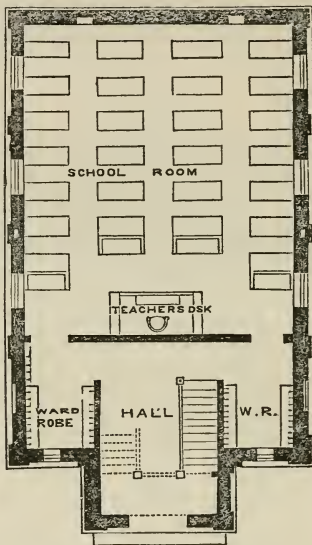 SCHOOL ROOM
TEACHERS DSK
WARD
ROBE
HALL
W.R.